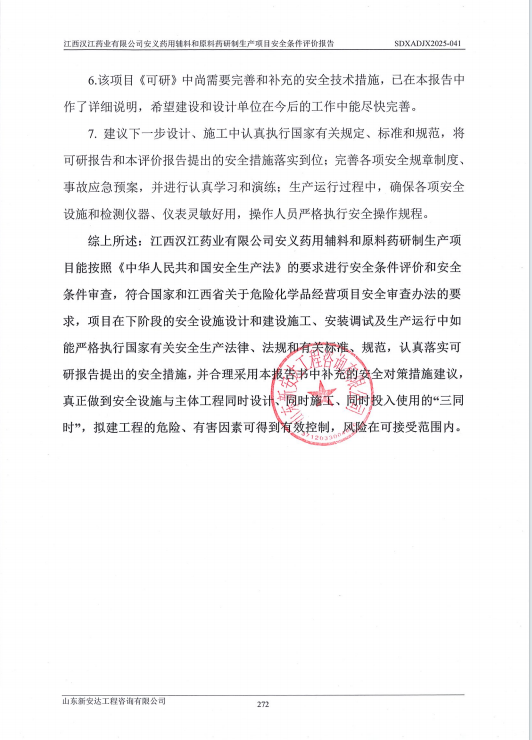 江西汉江药业有限公司安义药用辅料和原料药研制生产项目安全条件评价报告 SDXADJX2025-041
6.该项目《可研》中尚需要完善和补充的安全技术措施，已在本报告中
作了详细说明，希望建设和设计单位在今后的工作中能尽快完善。
7. 建议下一步设计、施工中认真执行国家有关规定、标准和规范，将
可研报告和本评价报告提出的安全措施落实到位；完善各项安全规章制度、
事故应急预案，并进行认真学习和演练；生产运行过程中，确保各项安全
设施和检测仪器、仪表灵敏好用，操作人员严格执行安全操作规程。
综上所述：江西汉江药业有限公司安义药用辅料和原料药研制生产项
目能按照《中华人民共和国安全生产法》的要求进行安全条件评价和安全
条件审查，符合国家和江西省关于危险化学品经营项目安全审查办法的要
求，项目在下阶段的安全设施设计和建设施工、安装调试及生产运行中如
能严格执行国家有关安全生产法律、法规和有关标准、规范，认真落实可
研报告提出的安全措施，并合理采用本报告书中补充的安全对策措施建议，
真正做到安全设施与主体工程同时设计、同时施工、同时投入使用的“三同
时”，拟建工程的危险、有害因素可得到有效控制，风险在可接受范围内。
山东新安达工程咨询有限公司
山东新安达工程咨询有限公司
272